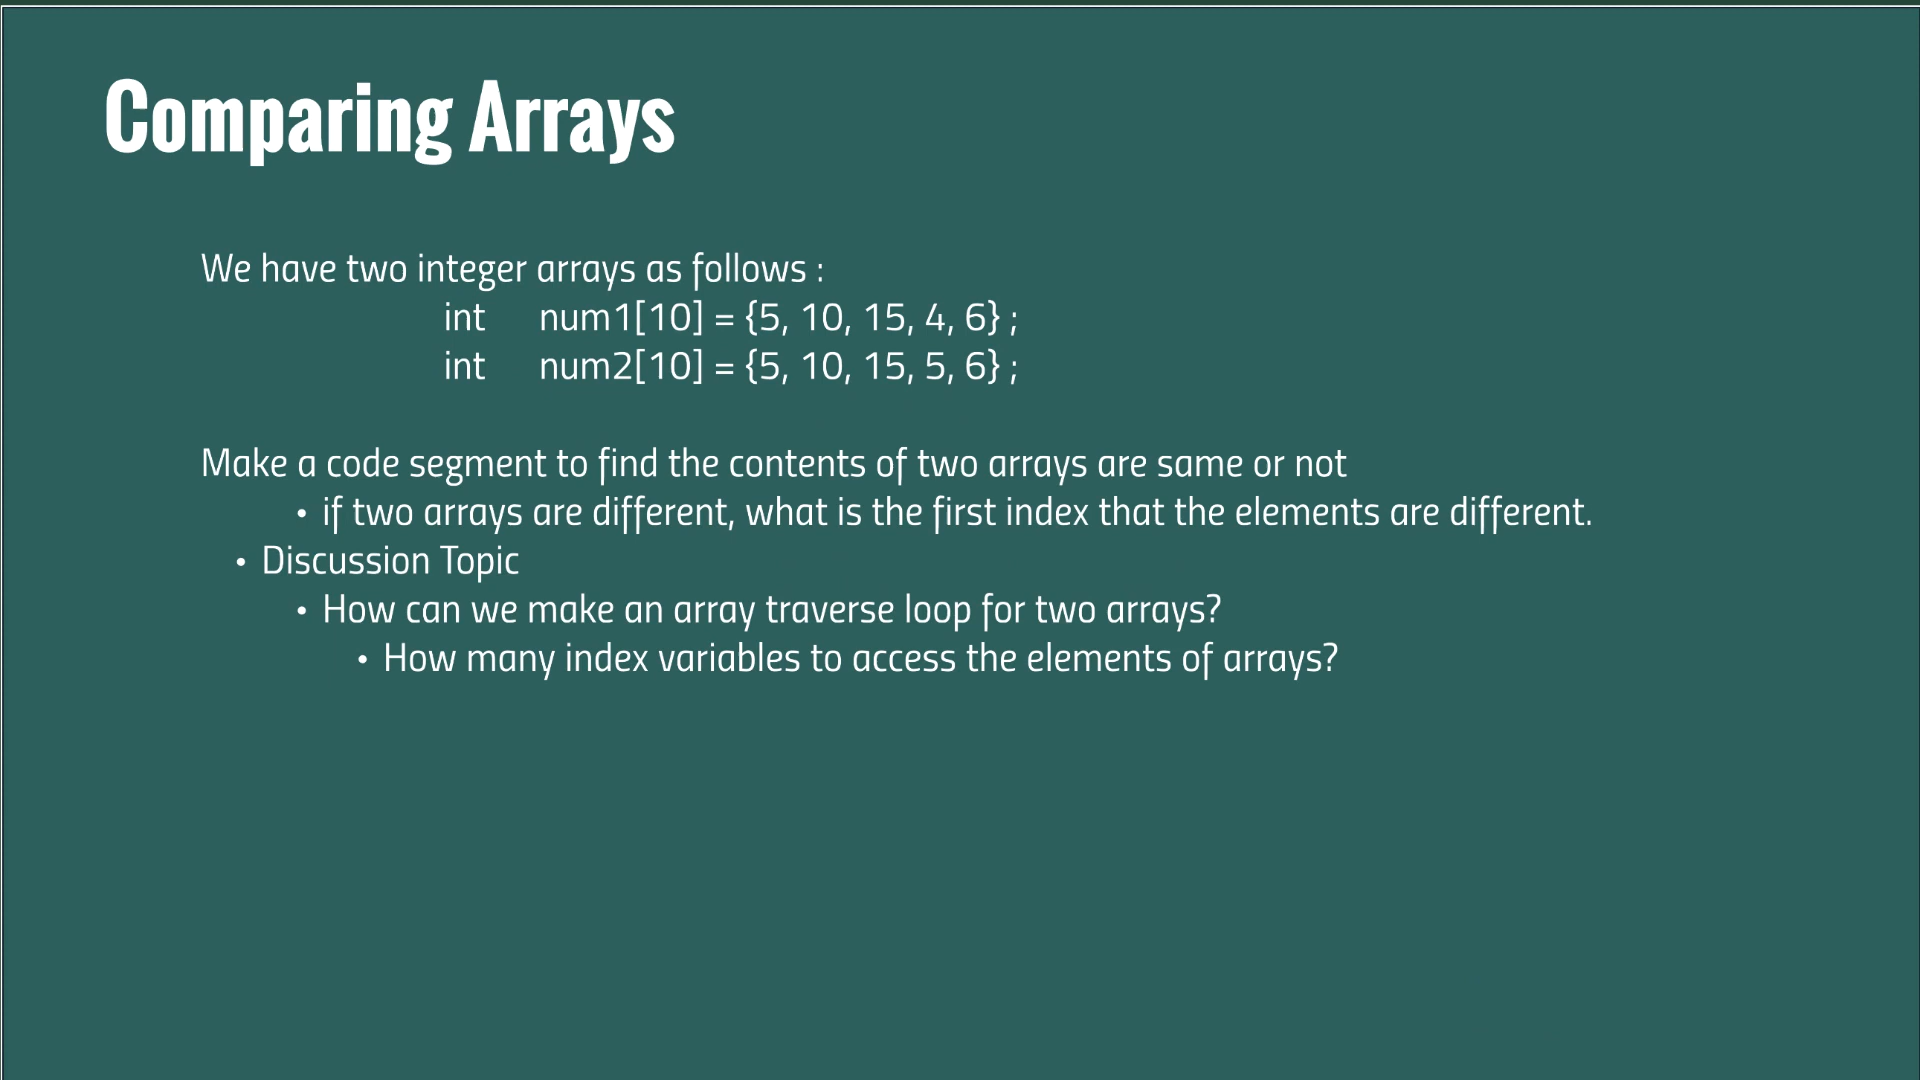 Comparing Arrays
We have two integer arrays as follows :
int num1[10] = {5, 10, 15, 4, 6} ;
int num2[10] = {5, 10, 15, 5, 6} ;
Make a code segment to find the contents of two arrays are same or not
• if two arrays are different, what is the first index that the elements are different.
• Discussion Topic
• How can we make an array traverse loop for two arrays?
• How many index variables to access the elements of arrays?